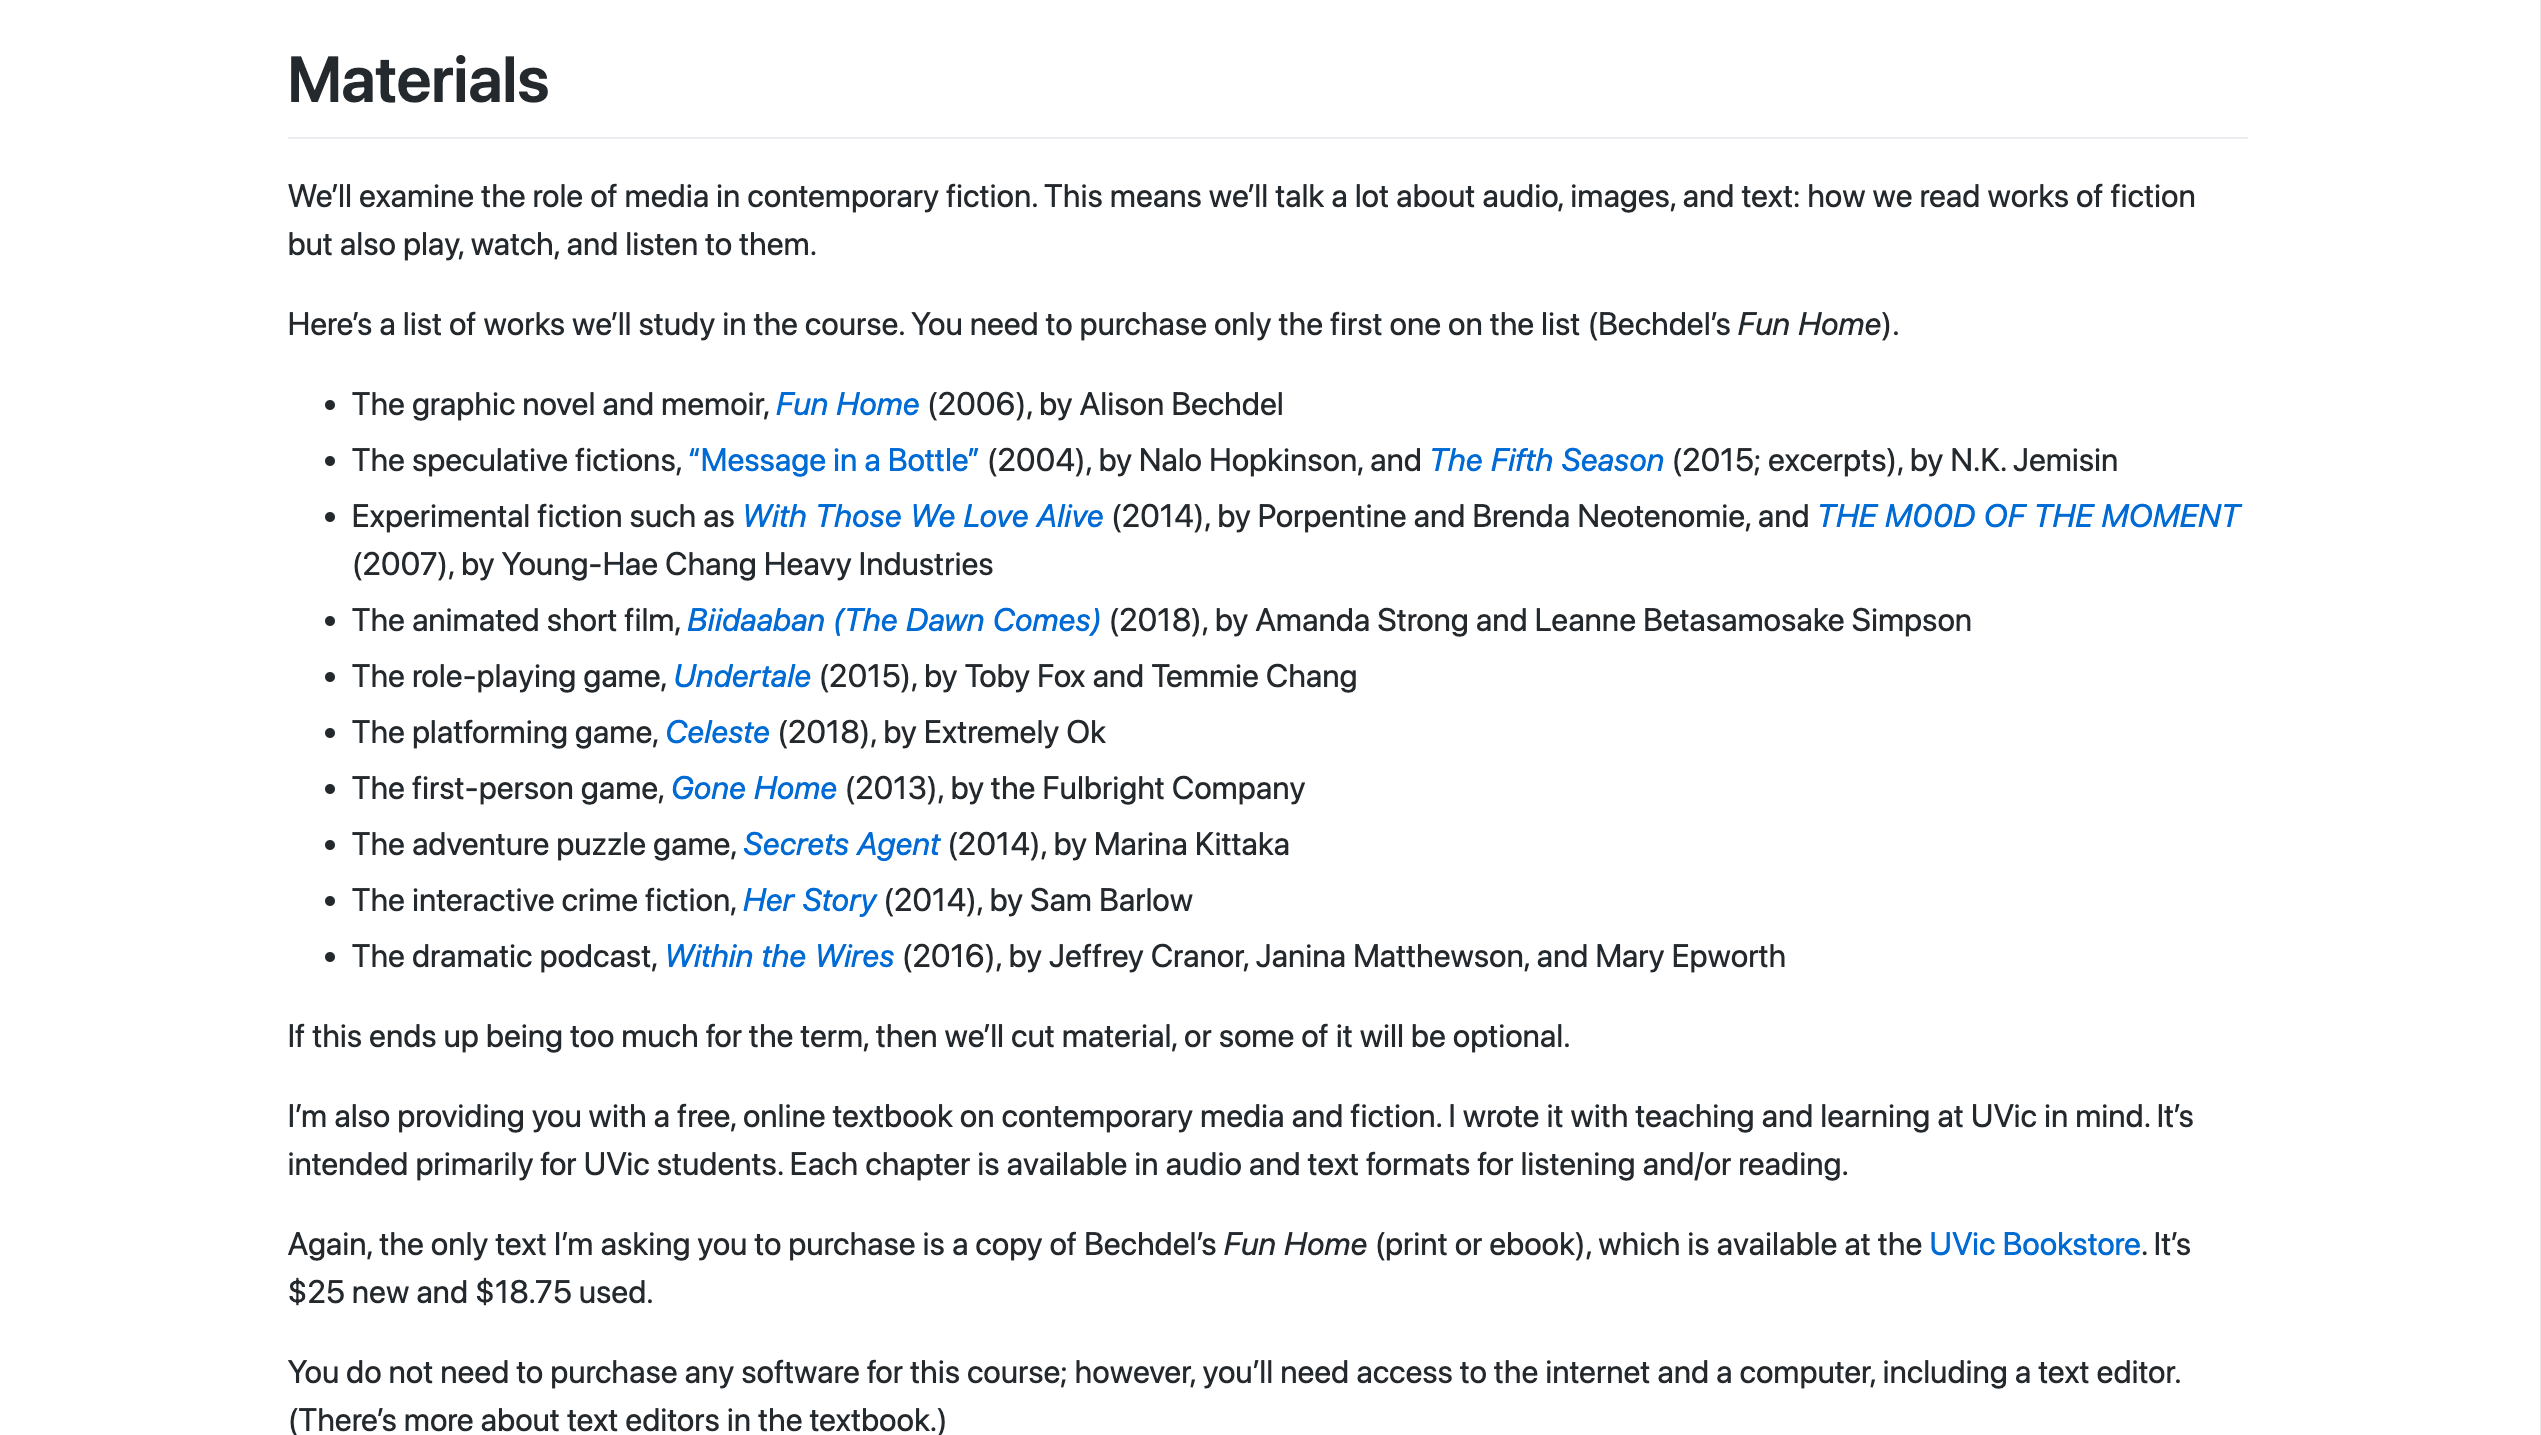 Materials
We’ll examine the role of media in contemporary fiction. This means we’ll talk a lot about audio, images, and text: how we read works of fiction
but also play, watch, and listen to them.
Here’s a list of works we’ll study in the course. You need to purchase only the first one on the list (Bechdel’s Fun Home).
• The graphic novel and memoir, Fun Home (2006), by Alison Bechdel
• The speculative fictions, “Message in a Bottle” (2004), by Nalo Hopkinson, and The Fifth Season (2015; excerpts), by N.K. Jemisin
• Experimental fiction such as With Those We Love Alive (2014), by Porpentine and Brenda Neotenomie, and THE M00D OF THE MOMENT
(2007), by Young-Hae Chang Heavy Industries
• The animated short film, Biidaaban (The Dawn Comes) (2018), by Amanda Strong and Leanne Betasamosake Simpson
• The role-playing game, Undertale (2015), by Toby Fox and Temmie Chang
• The platforming game, Celeste (2018), by Extremely Ok
• The first-person game, Gone Home (2013), by the Fulbright Company
• The adventure puzzle game, Secrets Agent (2014), by Marina Kittaka
• The interactive crime fiction, Her Story (2014), by Sam Barlow
• The dramatic podcast, Within the Wires (2016), by Jeffrey Cranor, Janina Matthewson, and Mary Epworth
If this ends up being too much for the term, then we’ll cut material, or some of it will be optional.
I’m also providing you with a free, online textbook on contemporary media and fiction. I wrote it with teaching and learning at UVic in mind. It’s
intended primarily for UVic students. Each chapter is available in audio and text formats for listening and/or reading.
Again, the only text I’m asking you to purchase is a copy of Bechdel’s Fun Home (print or ebook), which is available at the UVic Bookstore. It’s
$25 new and $18.75 used.
You do not need to purchase any software for this course; however, you’ll need access to the internet and a computer, including a text editor.
(There’s more about text editors in the textbook.)